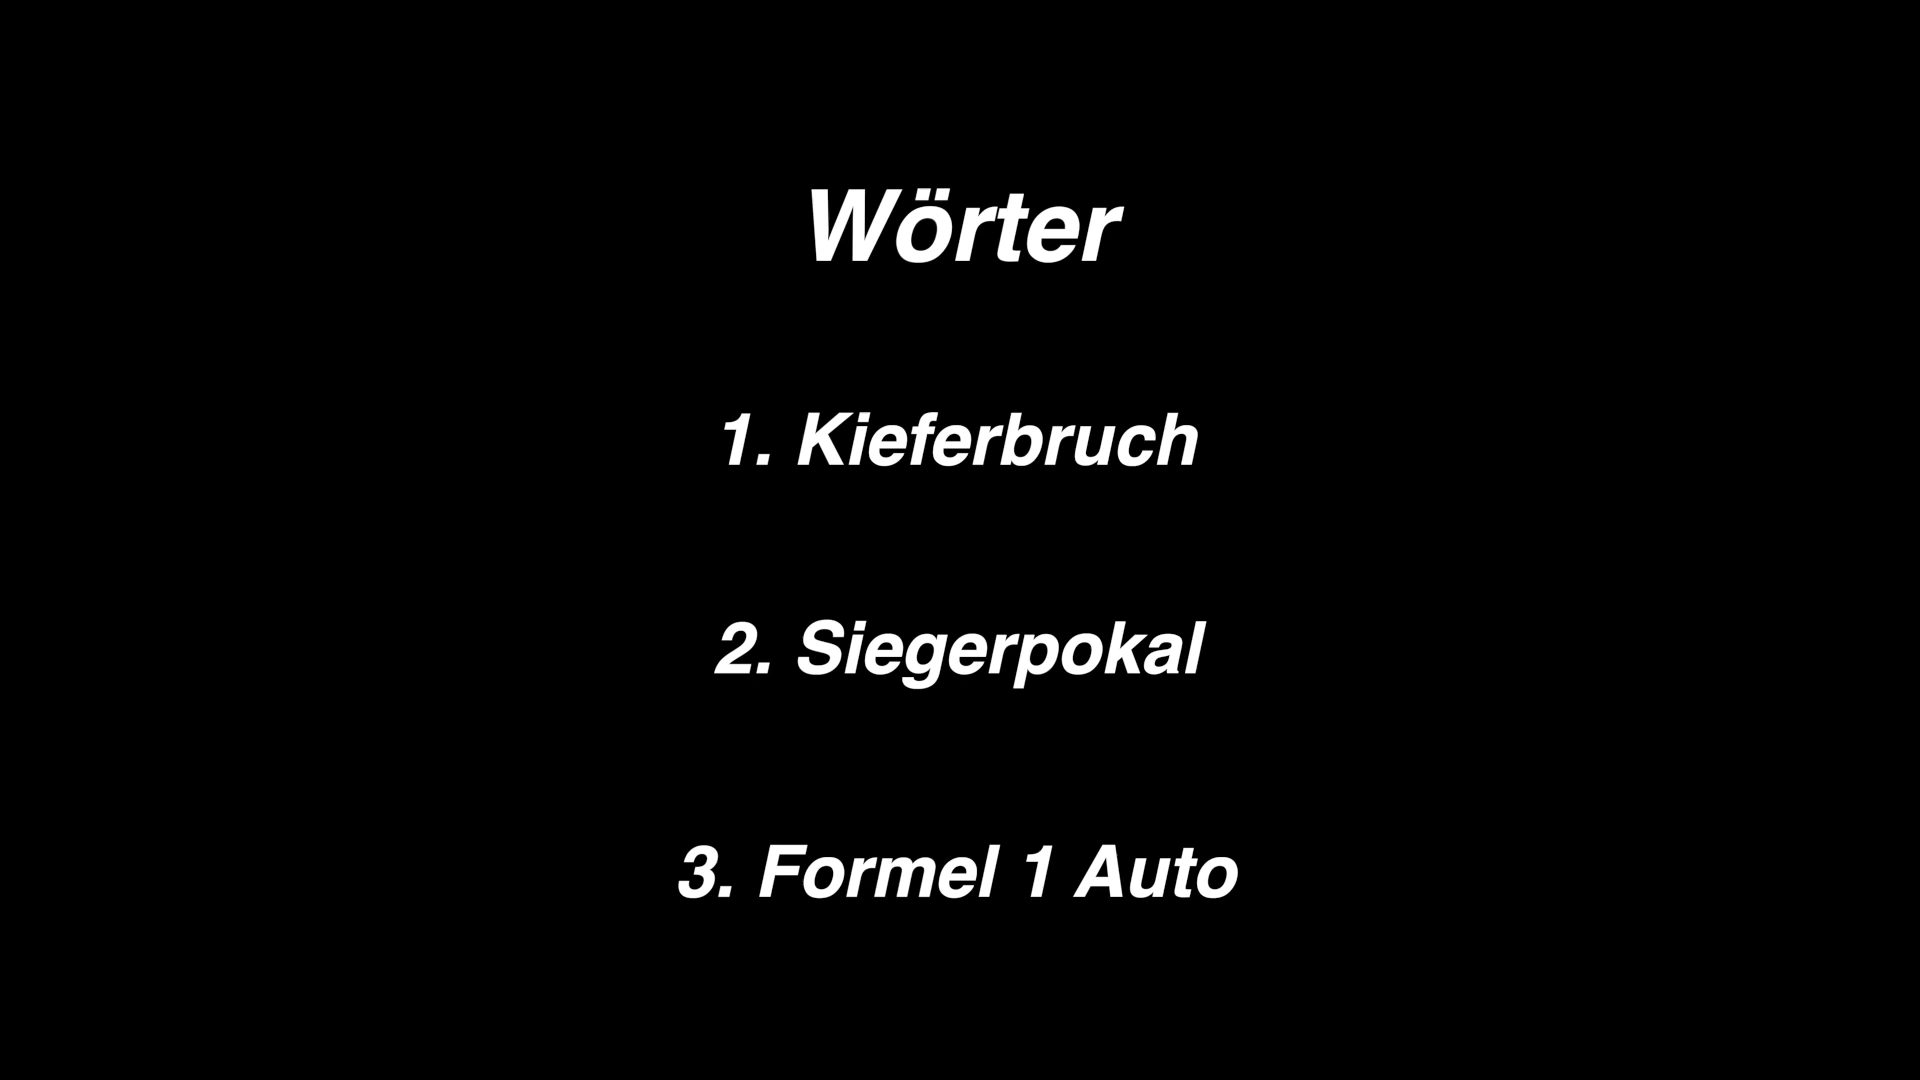 Wörter
1. Kieferbruch
2. Siegerpokal
3. Formel 1 Auto